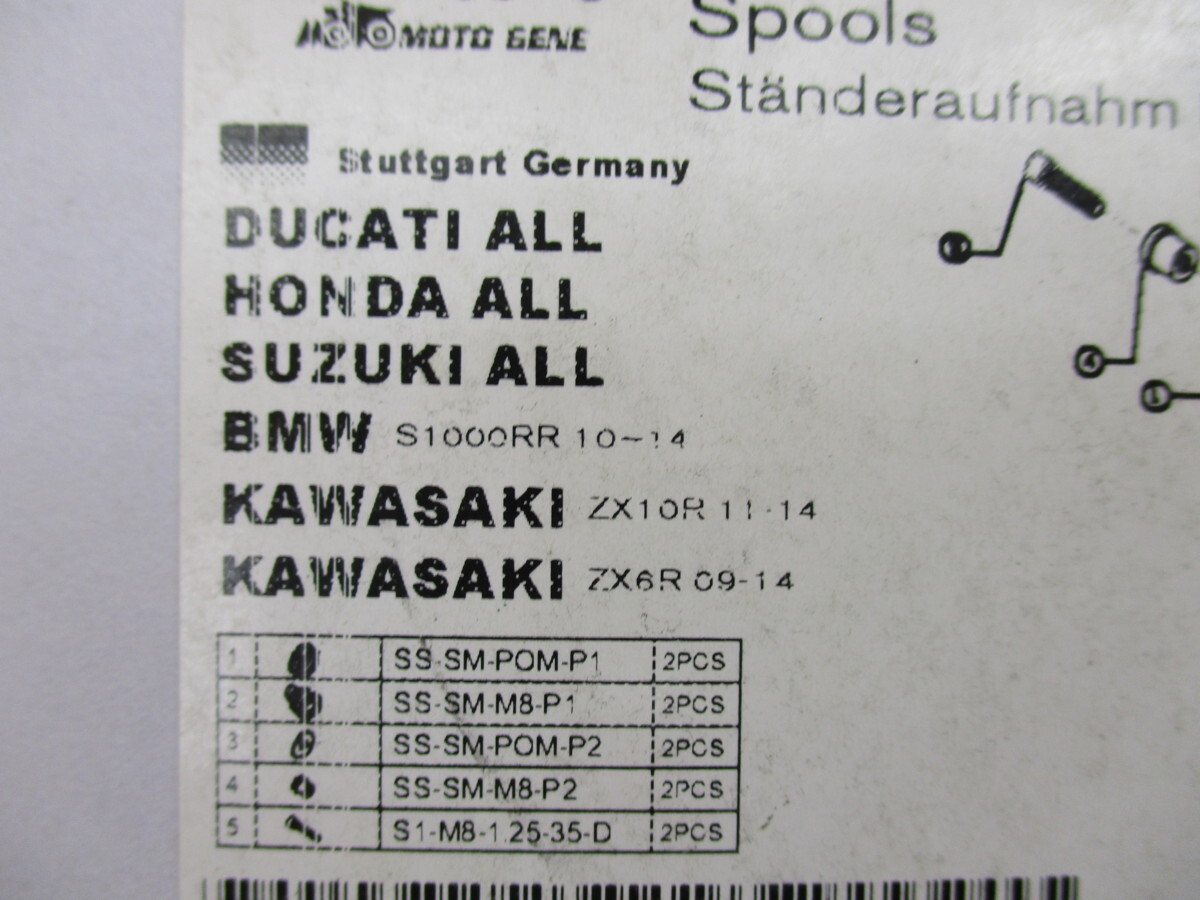 MOTO GENE
Spools
Ständeraufnahm
Stuttgart Germany
DUCATI ALL
HONDA ALL
SUZUKI ALL
BMW S1000RR 10-14
KAWASAKI ZX10R 11-14
KAWASAKI ZX6R 09-14
4
1
1 SS-SM-POM-P1 2PCS
2 SS-SM-M8-P1 2PCS
3 SS-SM-POM-P2 2PCS
4 SS-SM-M8-P2 2PCS
5 S1-M8-1.25-35-D 2PCS